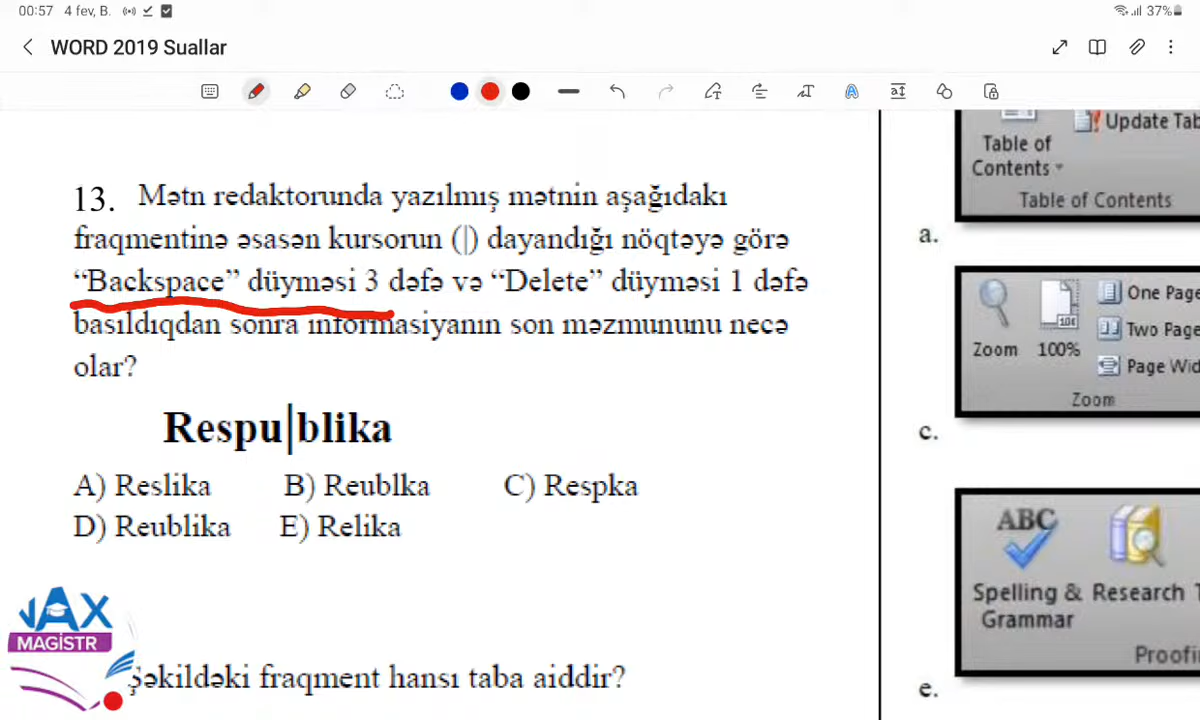 00:57 4 fev, B. 37%
WORD 2019 Suallar
13. Mətn redaktorunda yazılmış mətnin aşağıdakı
fraqmentinə əsasən kursorun (|) dayandığı nöqtəyə görə
“Backspace” düyməsi 3 dəfə və “Delete” düyməsi 1 dəfə
basıldıqdan sonra informasiyanın son məzmununu necə
olar?
Respu|blika
A) Reslika B) Reublka C) Respka
D) Reublika E) Relika
Şəkildəki fraqment hansı taba aiddir?
JAX
MAGİSTR
Update Tab
Table of
Contents
Table of Contents
a.
One Page
Two Page
Zoom 100%
Page Wid
Zoom
c.
ABC
Spelling & Research T
Grammar
Proofi
e.